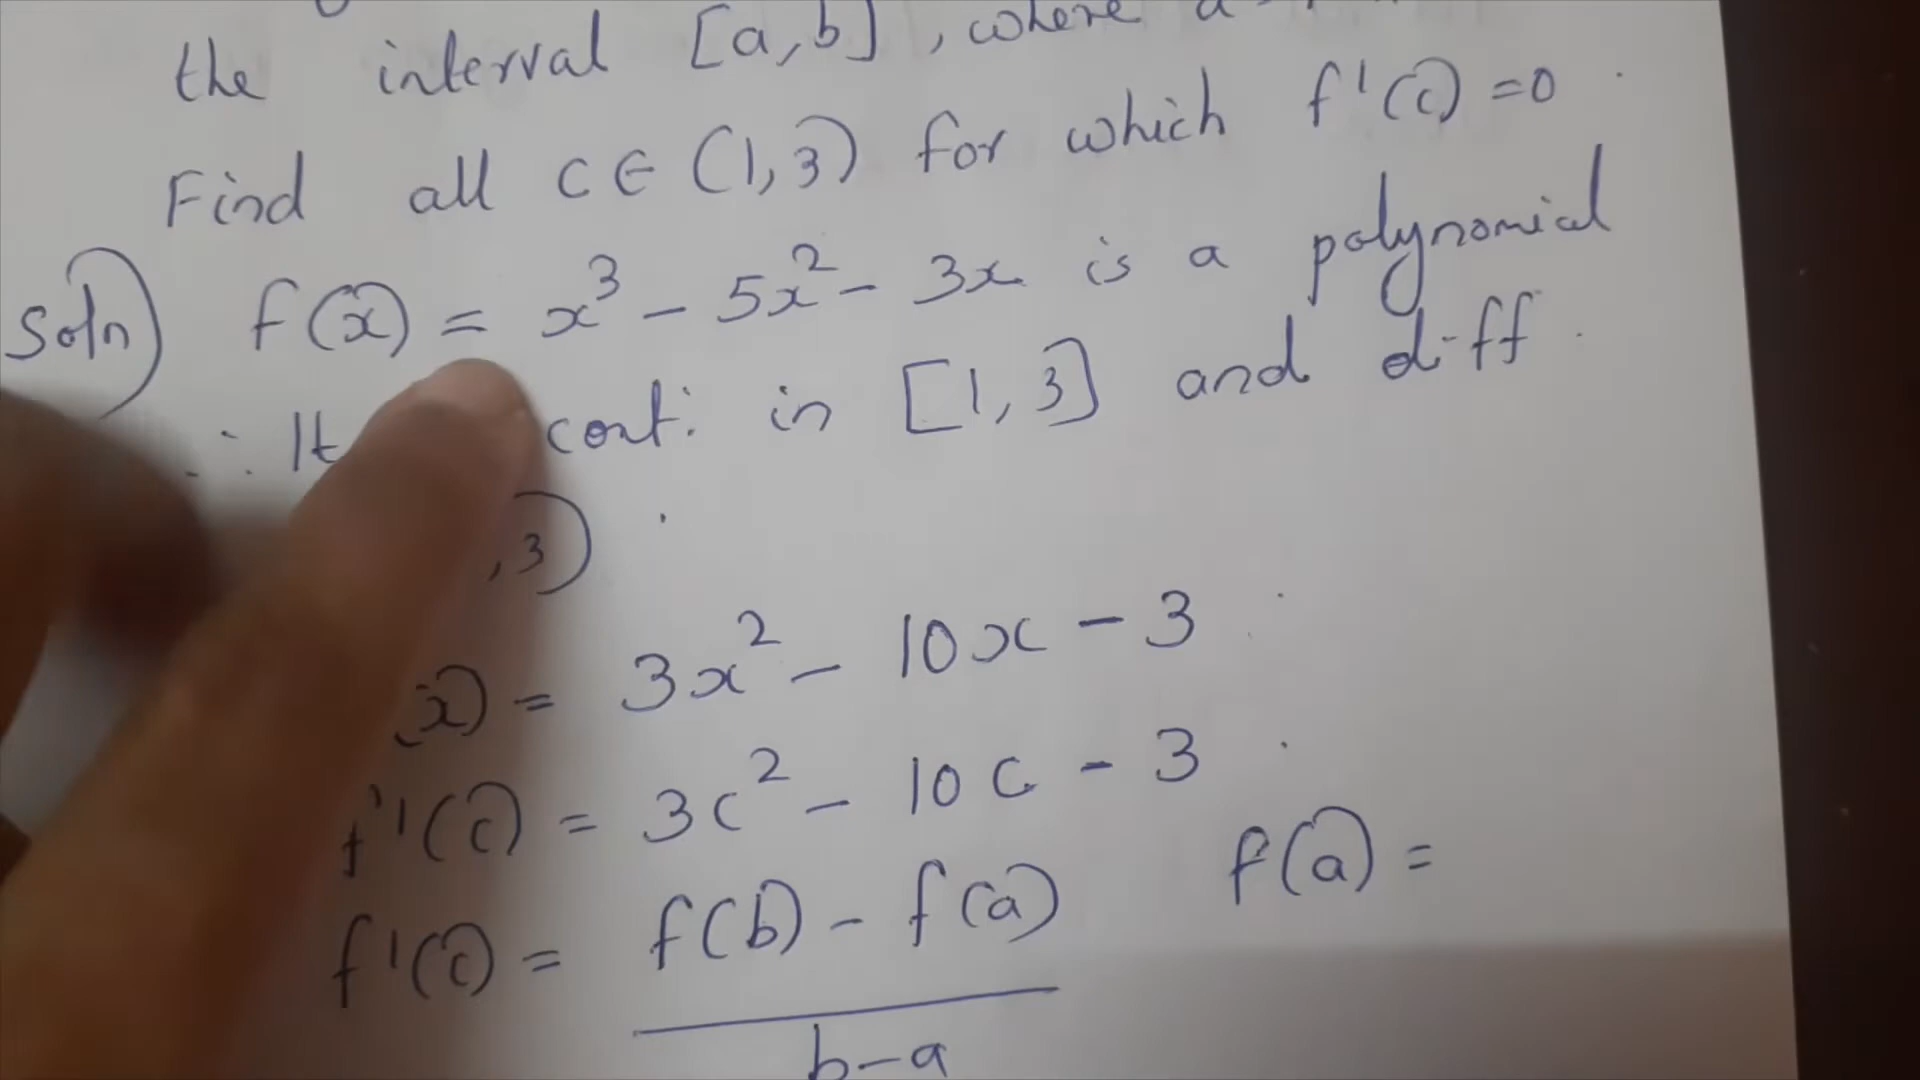 the interval [a,b], where a
Find all c ∈ (1,3) for which f'(c) =0
Soln) f(x) = x³ - 5x² - 3x is a polynomial
∴ It cont. in [1,3] and diff.
,3)
(x) = 3x² - 10x - 3
f'(c) = 3c² - 10c - 3
f'(c) = f(b) - f(a) f(a) =
b-a